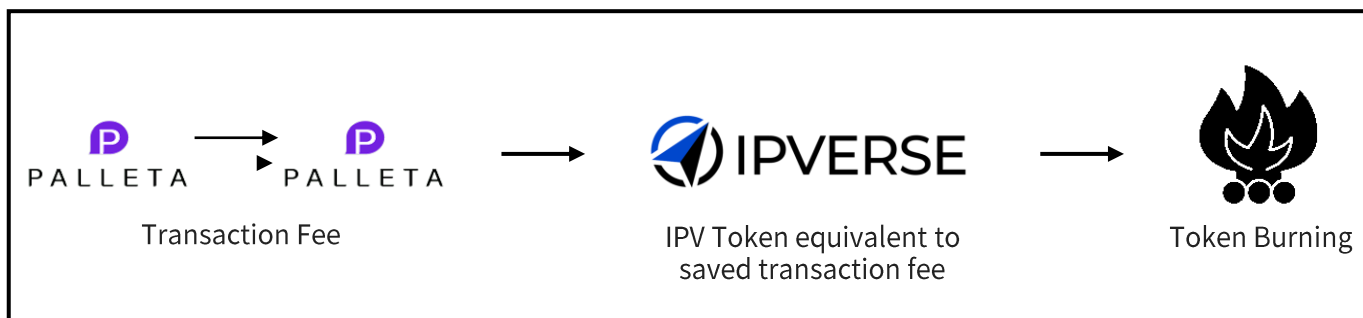 P
PALLETA
P
PALLETA
Transaction Fee
IPVERSE
IPV Token equivalent to
saved transaction fee
Token Burning